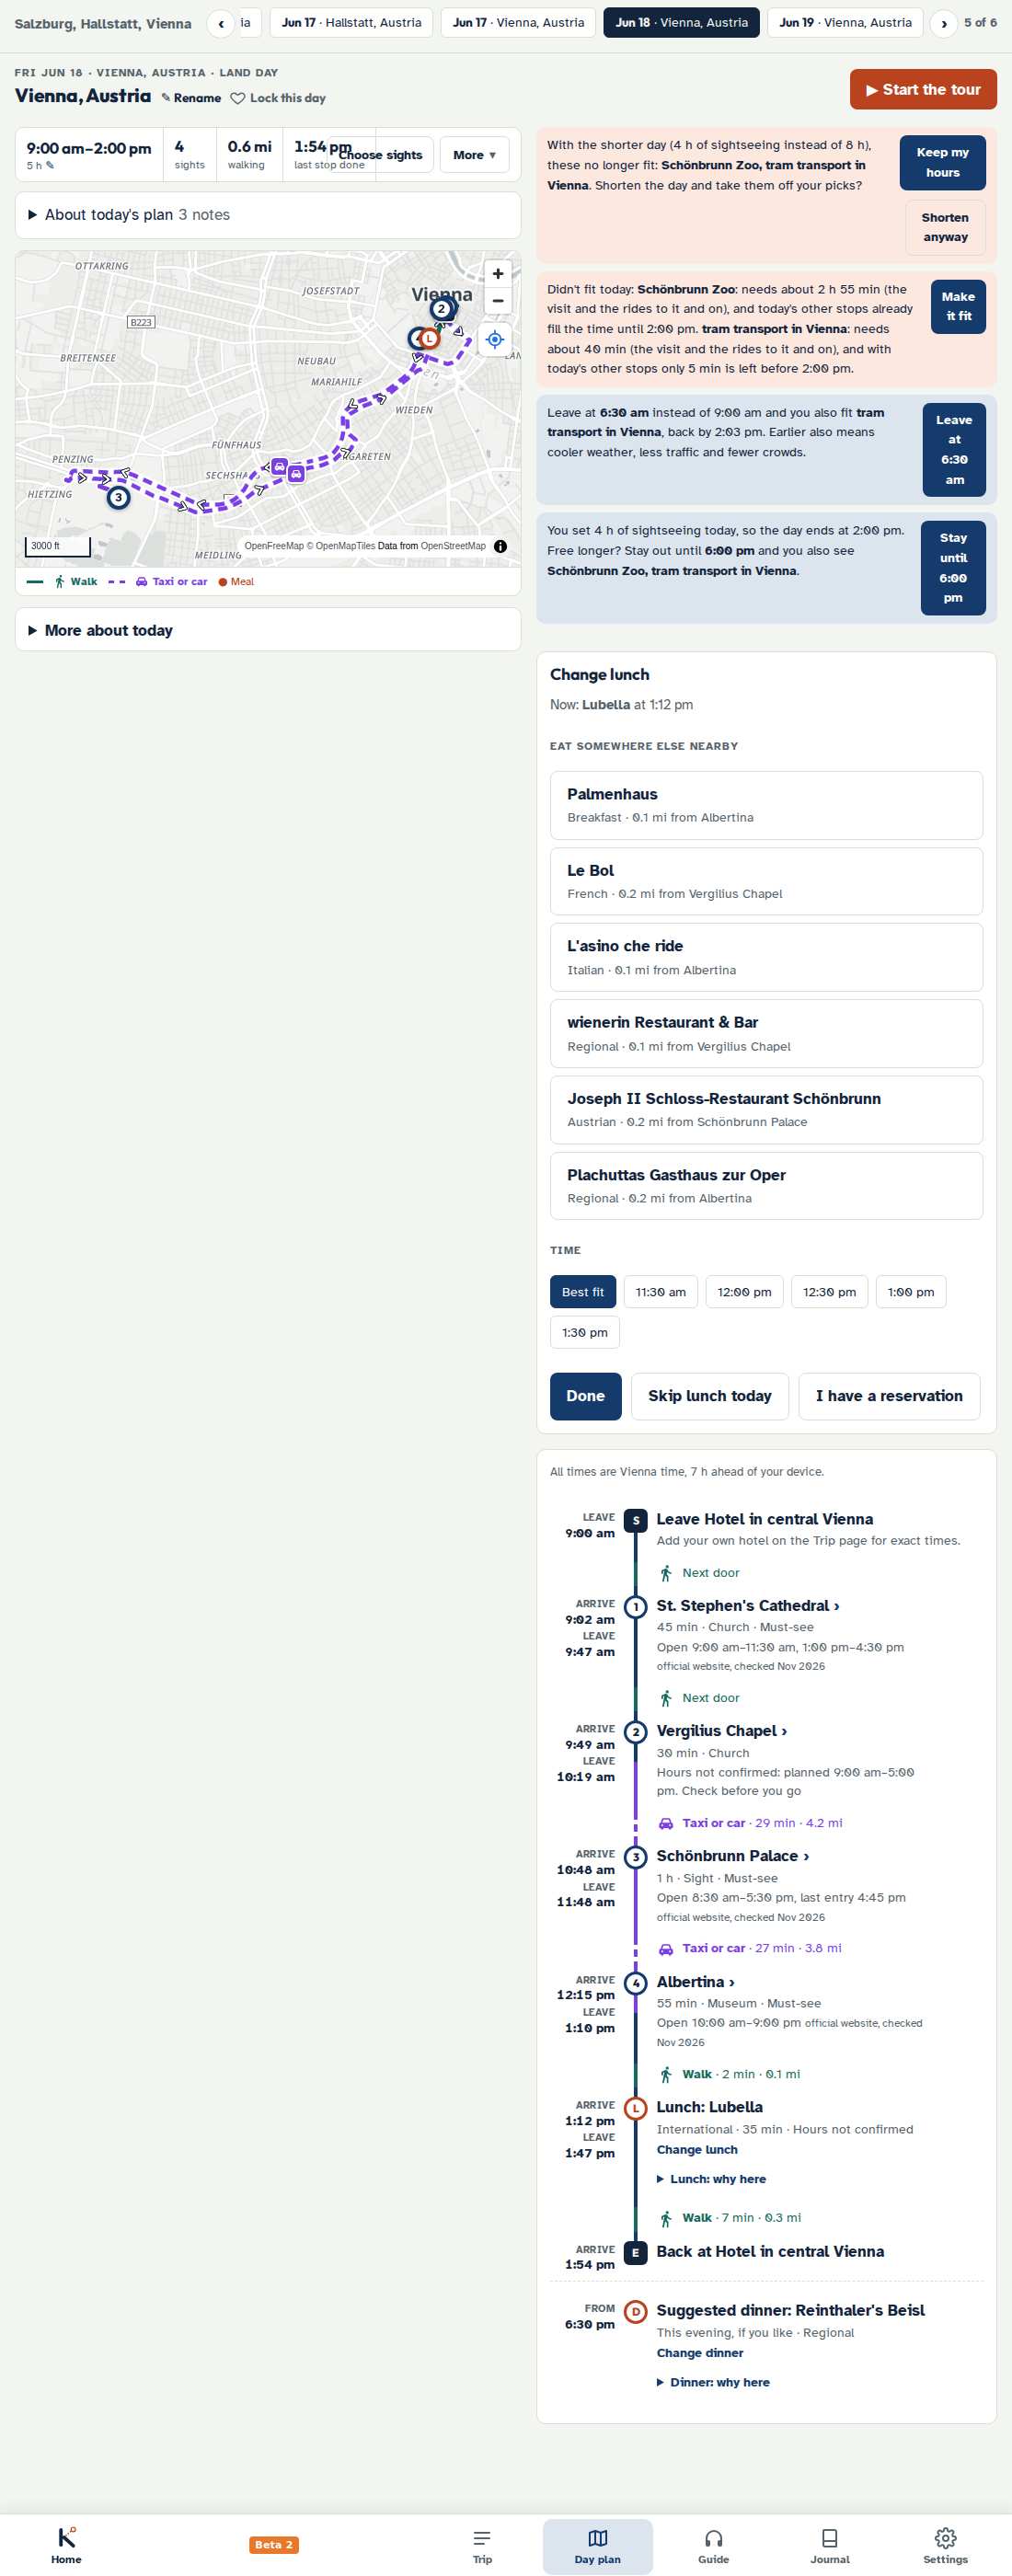 Salzburg, Hallstatt, Vienna
‹
ia
Jun 17 · Hallstatt, Austria
Jun 17 · Vienna, Austria
Jun 18 · Vienna, Austria
Jun 19 · Vienna, Austria
›
5 of 6
FRI JUN 18 · VIENNA, AUSTRIA · LAND DAY
Vienna, Austria
✎ Rename
Lock this day
▶ Start the tour
9:00 am–2:00 pm
5 h ✎
4
sights
0.6 mi
walking
1:54 pm
last stop done
Choose sights
More ▾
▶ About today's plan 3 notes
OTTAKRING
JOSEFSTADT
Vienna
B223
2
L
BREITENSEE
NEUBAU
MARIAHILF
WIEDEN
FÜNFHAUS
PENZING
HIETZING
3
MEIDLING
+
−
3000 ft
OpenFreeMap © OpenMapTiles Data from OpenStreetMap
Walk
Taxi or car
Meal
▶ More about today
With the shorter day (4 h of sightseeing instead of 8 h),
these no longer fit: Schönbrunn Zoo, tram transport in
Vienna. Shorten the day and take them off your picks?
Keep my
hours
Shorten
anyway
Didn't fit today: Schönbrunn Zoo: needs about 2 h 55 min (the
visit and the rides to it and on), and today's other stops already
fill the time until 2:00 pm. tram transport in Vienna: needs
about 40 min (the visit and the rides to it and on), and with
today's other stops only 5 min is left before 2:00 pm.
Make
it fit
Leave at 6:30 am instead of 9:00 am and you also fit tram
transport in Vienna, back by 2:03 pm. Earlier also means
cooler weather, less traffic and fewer crowds.
Leave
at
6:30
am
You set 4 h of sightseeing today, so the day ends at 2:00 pm.
Free longer? Stay out until 6:00 pm and you also see
Schönbrunn Zoo, tram transport in Vienna.
Stay
until
6:00
pm
Change lunch
Now: Lubella at 1:12 pm
EAT SOMEWHERE ELSE NEARBY
Palmenhaus
Breakfast · 0.1 mi from Albertina
Le Bol
French · 0.2 mi from Vergilius Chapel
L'asino che ride
Italian · 0.1 mi from Albertina
wienerin Restaurant & Bar
Regional · 0.1 mi from Vergilius Chapel
Joseph II Schloss-Restaurant Schönbrunn
Austrian · 0.2 mi from Schönbrunn Palace
Plachuttas Gasthaus zur Oper
Regional · 0.2 mi from Albertina
TIME
Best fit
11:30 am
12:00 pm
12:30 pm
1:00 pm
1:30 pm
Done
Skip lunch today
I have a reservation
All times are Vienna time, 7 h ahead of your device.
LEAVE
9:00 am
S
Leave Hotel in central Vienna
Add your own hotel on the Trip page for exact times.
Next door
ARRIVE
9:02 am
LEAVE
9:47 am
1
St. Stephen's Cathedral ›
45 min · Church · Must-see
Open 9:00 am–11:30 am, 1:00 pm–4:30 pm
official website, checked Nov 2026
Next door
ARRIVE
9:49 am
LEAVE
10:19 am
2
Vergilius Chapel ›
30 min · Church
Hours not confirmed: planned 9:00 am–5:00
pm. Check before you go
Taxi or car · 29 min · 4.2 mi
ARRIVE
10:48 am
LEAVE
11:48 am
3
Schönbrunn Palace ›
1 h · Sight · Must-see
Open 8:30 am–5:30 pm, last entry 4:45 pm
official website, checked Nov 2026
Taxi or car · 27 min · 3.8 mi
ARRIVE
12:15 pm
LEAVE
1:10 pm
4
Albertina ›
55 min · Museum · Must-see
Open 10:00 am–9:00 pm official website, checked
Nov 2026
Walk · 2 min · 0.1 mi
ARRIVE
1:12 pm
LEAVE
1:47 pm
L
Lunch: Lubella
International · 35 min · Hours not confirmed
Change lunch
▶ Lunch: why here
Walk · 7 min · 0.3 mi
ARRIVE
1:54 pm
E
Back at Hotel in central Vienna
FROM
6:30 pm
D
Suggested dinner: Reinthaler's Beisl
This evening, if you like · Regional
Change dinner
▶ Dinner: why here
Home
Beta 2
Trip
Day plan
Guide
Journal
Settings